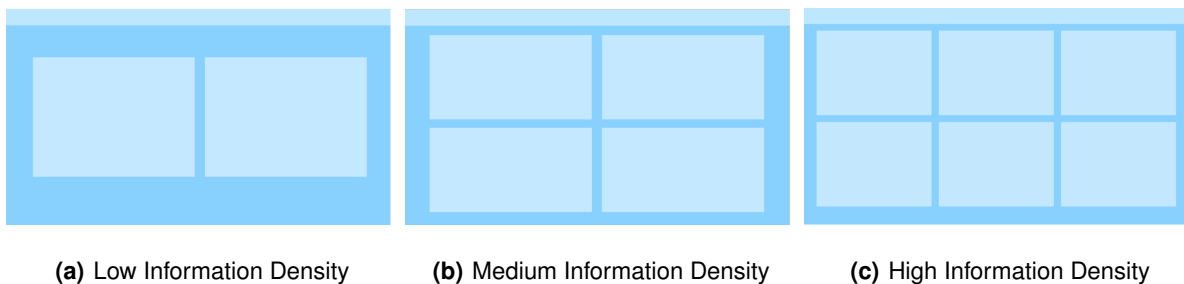 (a) Low Information Density
(b) Medium Information Density
(c) High Information Density